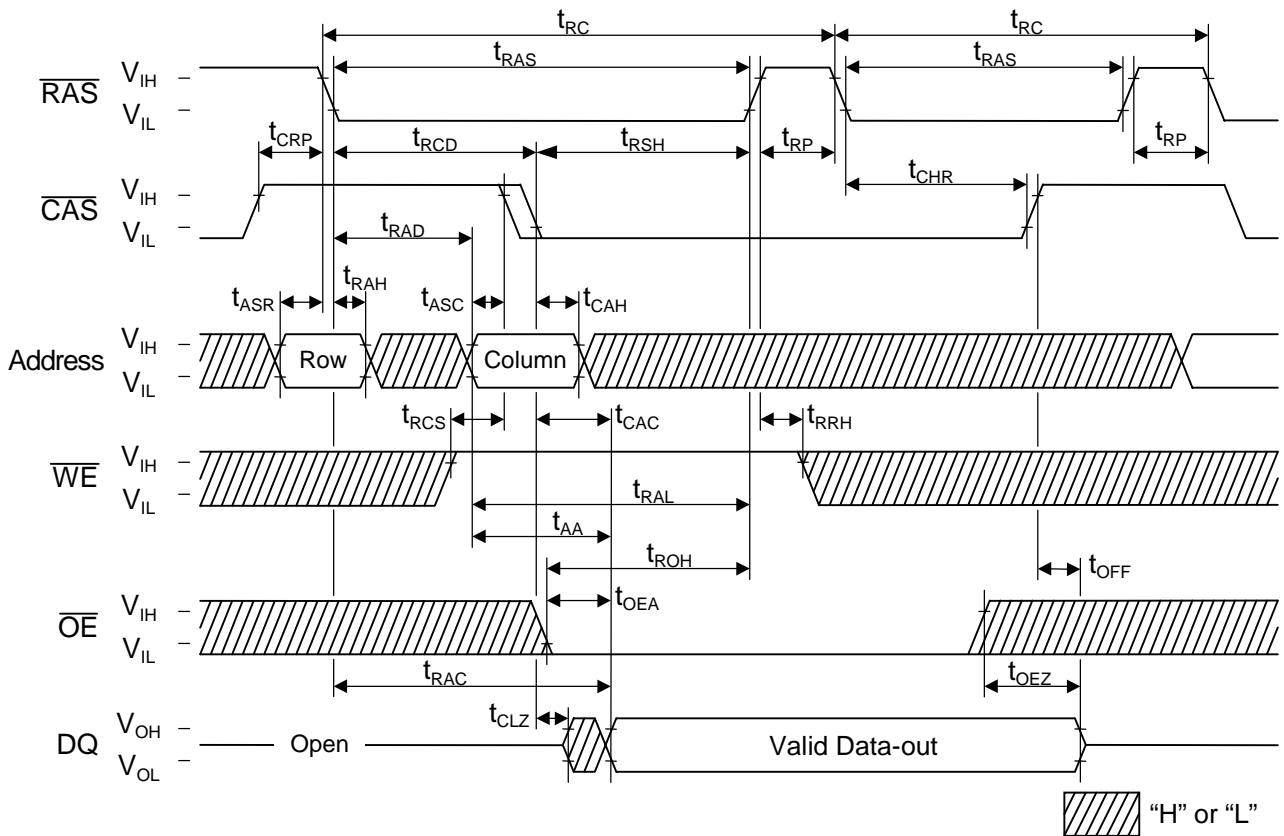 tRC tRC
RAS VIH tRAS tRAS
VIL
tCRP tRCD tRSH tRP tRP
CAS VIH tCHR
VIL tRAD
tRAH
tASR tASC tCAH
Address VIH Row Column
VIL
tRCS tCAC tRRH
WE VIH
VIL tRAL
tAA
tROH tOFF
OE VIH tOEA
VIL
tRAC tOEZ
tCLZ
DQ VOH Open Valid Data-out
VOL
“H” or “L”